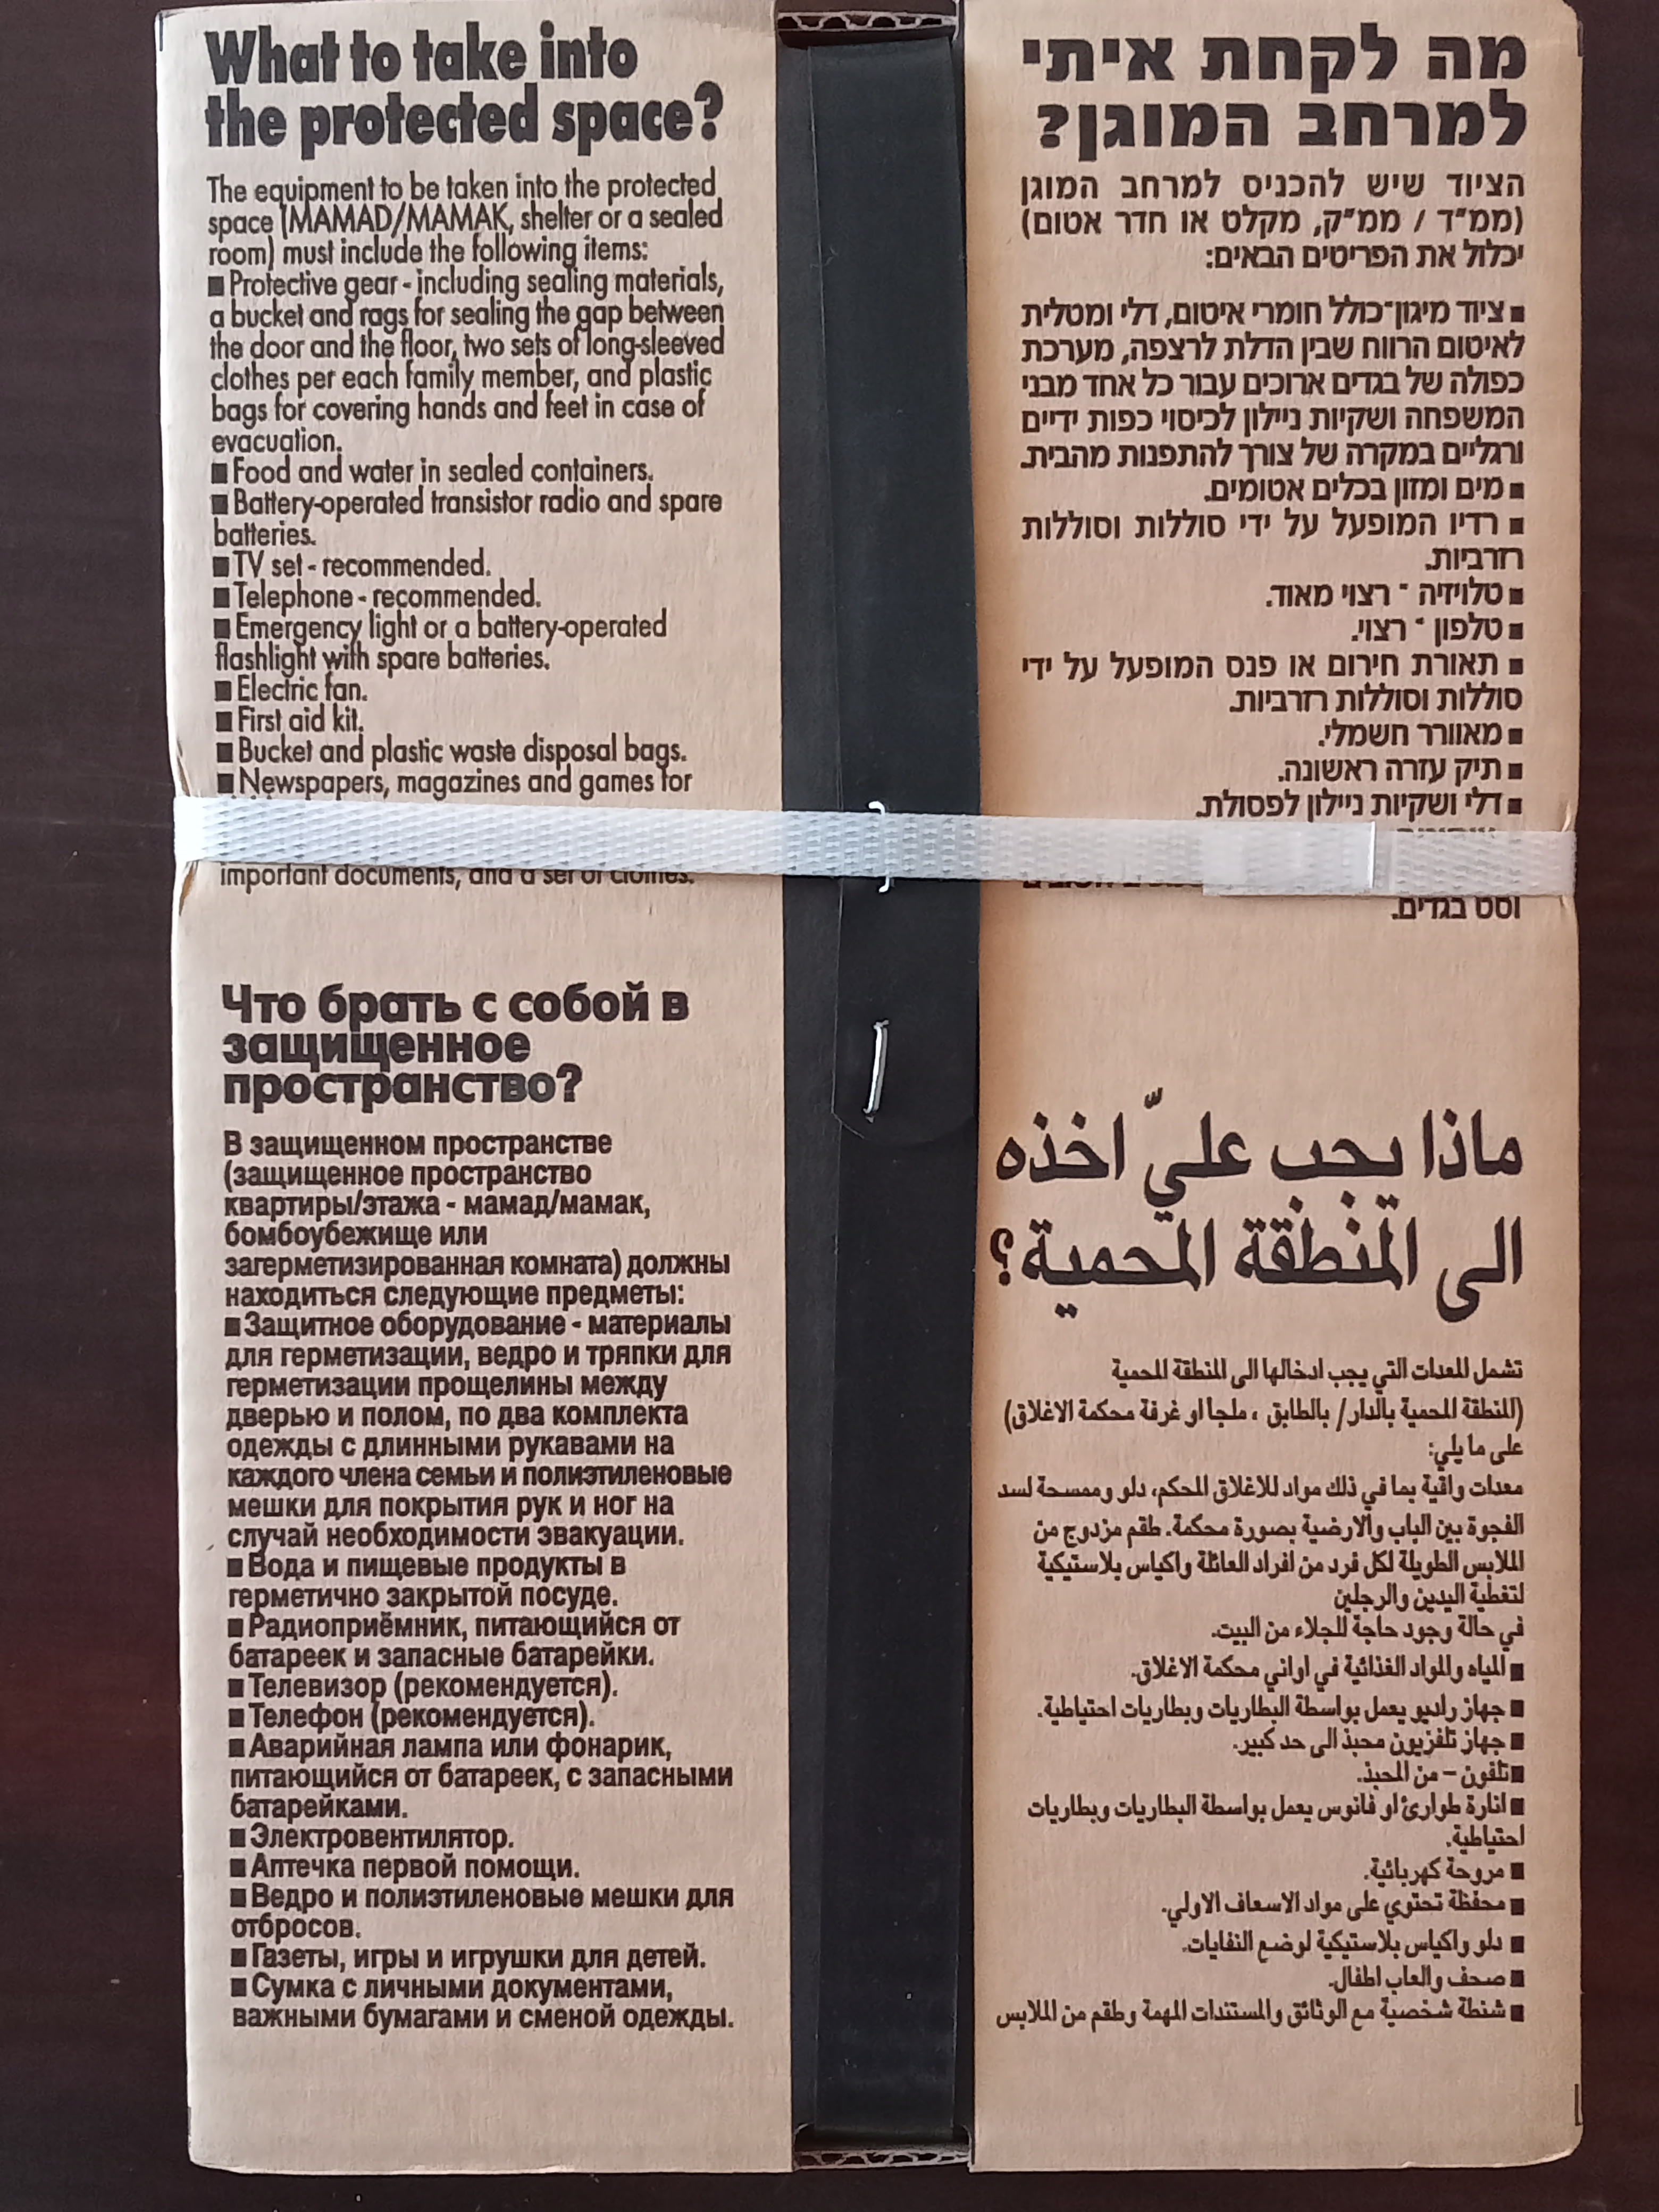 What to take into
the protected space?
The equipment to be taken into the protected
space (MAMAD/MAMAK, shelter or a sealed
room) must include the following items:
■ Protective gear - including sealing materials,
a bucket and rags for sealing the gap between
the door and the floor, two sets of long-sleeved
clothes per each family member, and plastic
bags for covering hands and feet in case of
evacuation.
■ Food and water in sealed containers.
■ Battery-operated transistor radio and spare
batteries.
■ TV set - recommended.
■ Telephone - recommended.
■ Emergency light or a battery-operated
flashlight with spare batteries.
■ Electric fan.
■ First aid kit.
■ Bucket and plastic waste disposal bags.
■ Newspapers, magazines and games for
important documents, and a set of clothes.
מה לקחת איתי
למרחב המוגן?
הציוד שיש להכניס למרחב המוגן
(ממ"ד / ממ"ק, מקלט או חדר אטום)
יכלול את הפריטים הבאים:
■ ציוד מיגון-כולל חומרי איטום, דלי ומטלית
לאיטום הרווח שבין הדלת לרצפה, מערכת
כפולה של בגדים ארוכים עבור כל אחד מבני
המשפחה ושקיות ניילון לכיסוי כפות ידיים
ורגליים במקרה של צורך להתפנות מהבית.
■ מים ומזון בכלים אטומים.
■ רדיו המופעל על ידי סוללות וסוללות
רזרביות.
■ טלויזיה - רצוי מאוד.
■ טלפון - רצוי.
■ תאורת חירום או פנס המופעל על ידי
סוללות וסוללות רזרביות.
■ מאוורר חשמלי.
■ תיק עזרה ראשונה.
■ דלי ושקיות ניילון לפסולת.
וסט בגדים.
Что брать с собой в
защищенное
пространство?
В защищенном пространстве
(защищенное пространство
квартиры/этажа - мамад/мамак,
бомбоубежище или
загерметизированная комната) должны
находиться следующие предметы:
■ Защитное оборудование - материалы
для герметизации, ведро и тряпки для
герметизации прощелины между
дверью и полом, по два комплекта
одежды с длинными рукавами на
каждого члена семьи и полиэтиленовые
мешки для покрытия рук и ног на
случай необходимости эвакуации.
■ Вода и пищевые продукты в
герметично закрытой посуде.
■ Радиоприёмник, питающийся от
батареек и запасные батарейки.
■ Телевизор (рекомендуется).
■ Телефон (рекомендуется).
■ Аварийная лампа или фонарик,
питающийся от батареек, с запасными
батарейками.
■ Электровентилятор.
■ Аптечка первой помощи.
■ Ведро и полиэтиленовые мешки для
отбросов.
■ Газеты, игры и игрушки для детей.
■ Сумка с личными документами,
важными бумагами и сменой одежды.
ماذا يجب عليّ اخذه
الى المنطقة المحمية؟
تشمل المعدات التي يجب ادخالها الى المنطقة المحمية
(المنطقة المحمية بالدار/ بالطابق ، ملجأ او غرفة محكمة الاغلاق)
على ما يلي:
معدات واقية بما في ذلك مواد للاغلاق المحكم، دلو وممسحة لسد
الفجوة بين الباب والارضية بصورة محكمة. طقم مزدوج من
الملابس الطويلة لكل فرد من افراد العائلة واكياس بلاستيكية
لتغطية اليدين والرجلين
في حالة وجود حاجة للجلاء من البيت.
■ المياه والمواد الغذائية في اواني محكمة الاغلاق.
■ جهاز راديو يعمل بواسطة البطاريات وبطاريات احتياطية.
■ جهاز تلفزيون محبذ الى حد كبير.
■ تلفون – من المحبذ.
■ انارة طوارئ او فانوس يعمل بواسطة البطاريات وبطاريات
احتياطية.
■ مروحة كهربائية.
■ محفظة تحتوي على مواد الاسعاف الاولي.
■ دلو واكياس بلاستيكية لوضع النفايات.
■ صحف والعاب اطفال.
■ شنطة شخصية مع الوثائق والمستندات المهمة وطقم من الملابس